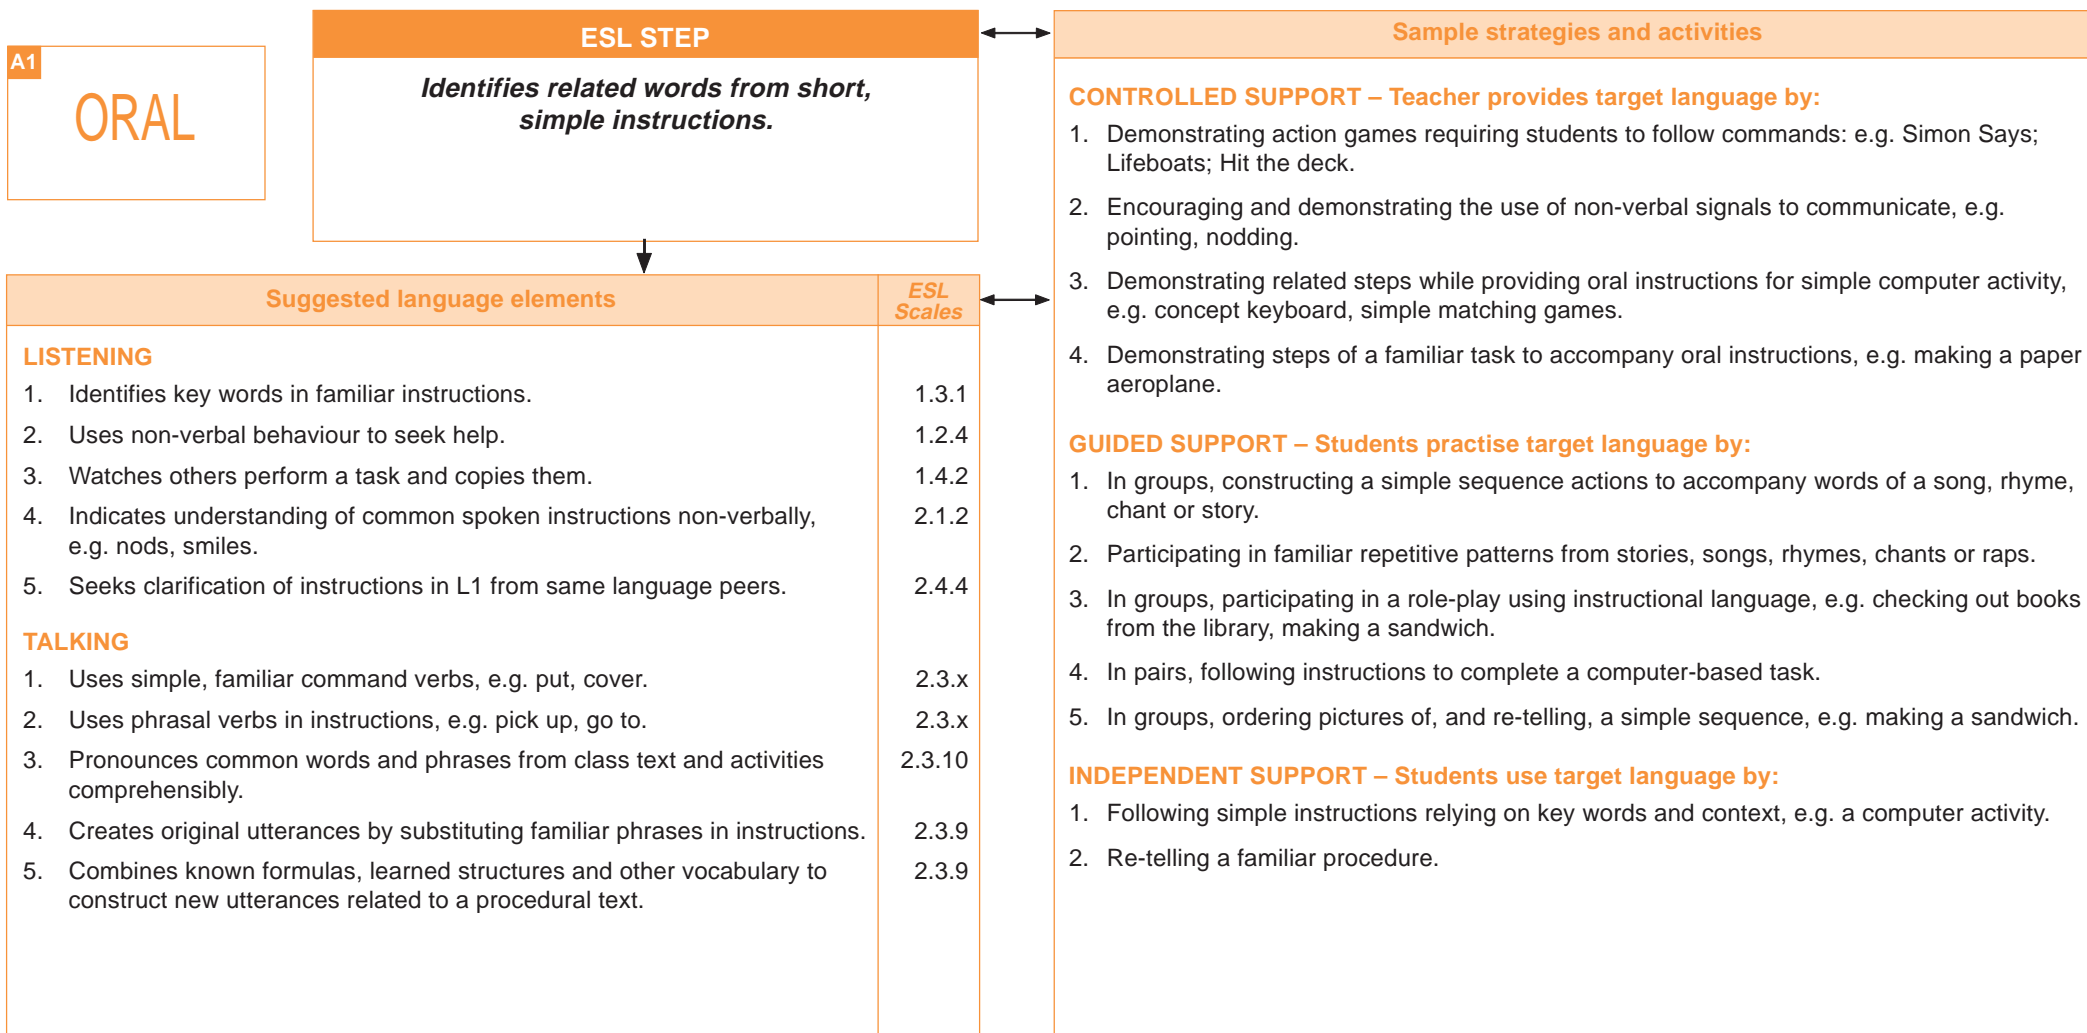 A1
ORAL
ESL STEP
Identifies related words from short,
simple instructions.
Suggested language elements
ESL
Scales
LISTENING
1. Identifies key words in familiar instructions. 1.3.1
2. Uses non-verbal behaviour to seek help. 1.2.4
3. Watches others perform a task and copies them. 1.4.2
4. Indicates understanding of common spoken instructions non-verbally, 2.1.2
e.g. nods, smiles.
5. Seeks clarification of instructions in L1 from same language peers. 2.4.4
TALKING
1. Uses simple, familiar command verbs, e.g. put, cover. 2.3.x
2. Uses phrasal verbs in instructions, e.g. pick up, go to. 2.3.x
3. Pronounces common words and phrases from class text and activities 2.3.10
comprehensibly.
4. Creates original utterances by substituting familiar phrases in instructions. 2.3.9
5. Combines known formulas, learned structures and other vocabulary to 2.3.9
construct new utterances related to a procedural text.
Sample strategies and activities
CONTROLLED SUPPORT – Teacher provides target language by:
1. Demonstrating action games requiring students to follow commands: e.g. Simon Says;
Lifeboats; Hit the deck.
2. Encouraging and demonstrating the use of non-verbal signals to communicate, e.g.
pointing, nodding.
3. Demonstrating related steps while providing oral instructions for simple computer activity,
e.g. concept keyboard, simple matching games.
4. Demonstrating steps of a familiar task to accompany oral instructions, e.g. making a paper
aeroplane.
GUIDED SUPPORT – Students practise target language by:
1. In groups, constructing a simple sequence actions to accompany words of a song, rhyme,
chant or story.
2. Participating in familiar repetitive patterns from stories, songs, rhymes, chants or raps.
3. In groups, participating in a role-play using instructional language, e.g. checking out books
from the library, making a sandwich.
4. In pairs, following instructions to complete a computer-based task.
5. In groups, ordering pictures of, and re-telling, a simple sequence, e.g. making a sandwich.
INDEPENDENT SUPPORT – Students use target language by:
1. Following simple instructions relying on key words and context, e.g. a computer activity.
2. Re-telling a familiar procedure.